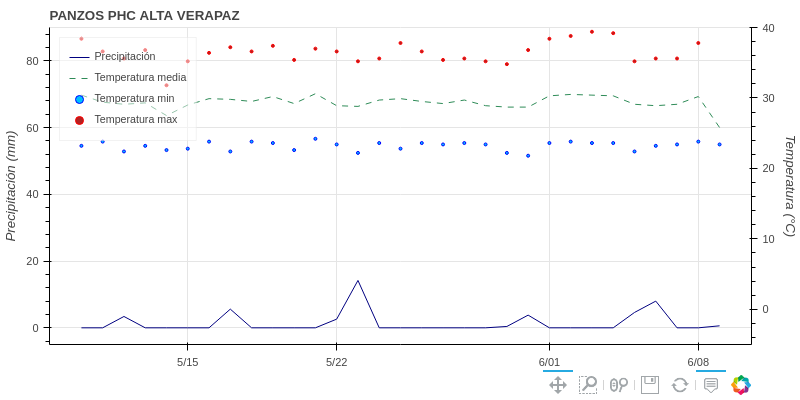 PANZOS PHC ALTA VERAPAZ
Precipitación
Temperatura media
Temperatura min
Temperatura max
Precipitación (mm)
80
60
40
20
0
Temperatura (°C)
40
30
20
10
0
5/15
5/22
6/01
6/08